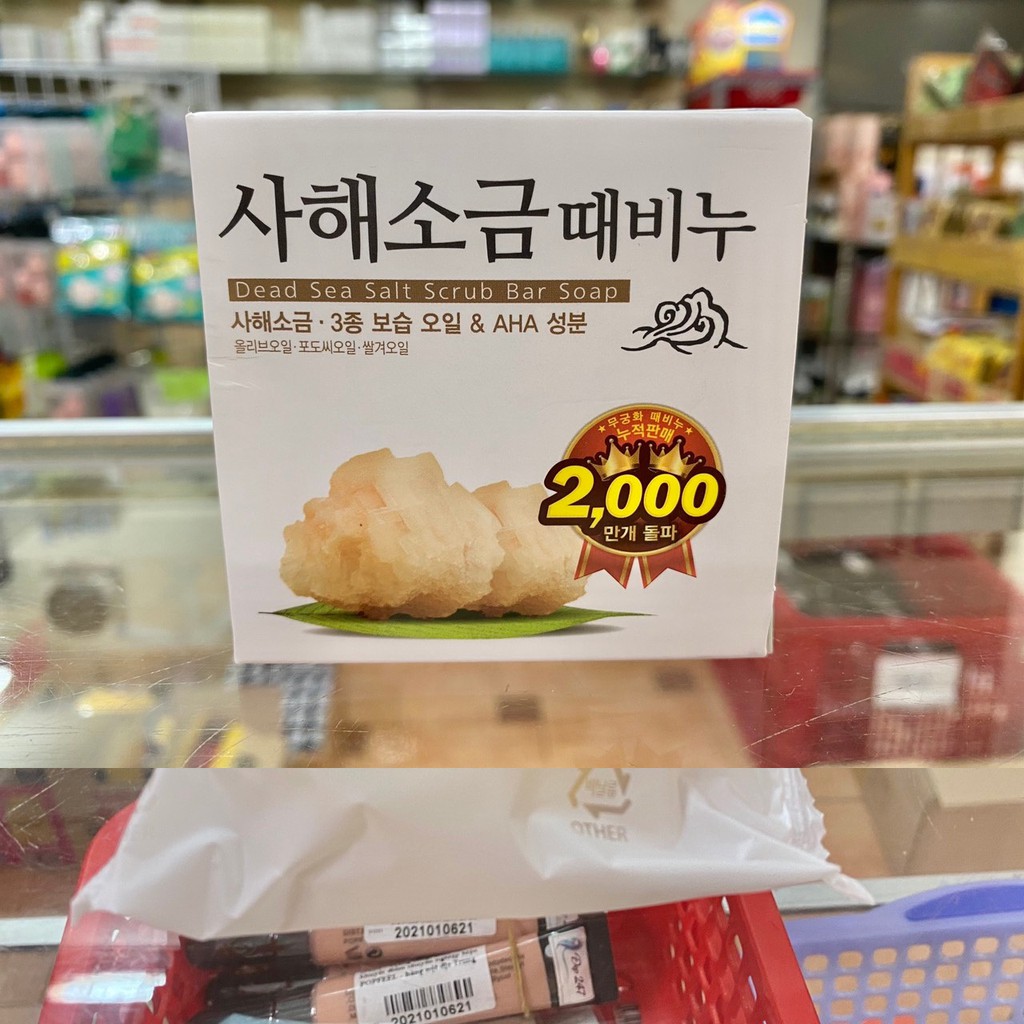 사해소금 때비누
Dead Sea Salt Scrub Bar Soap
사해소금 · 3종 보습 오일 & AHA 성분
올리브오일·포도씨오일·쌀겨오일
★ 무궁화 때비누 ★
누적판매
2,000
만개 돌파
비닐류
OTHER
2021010621
2021010621